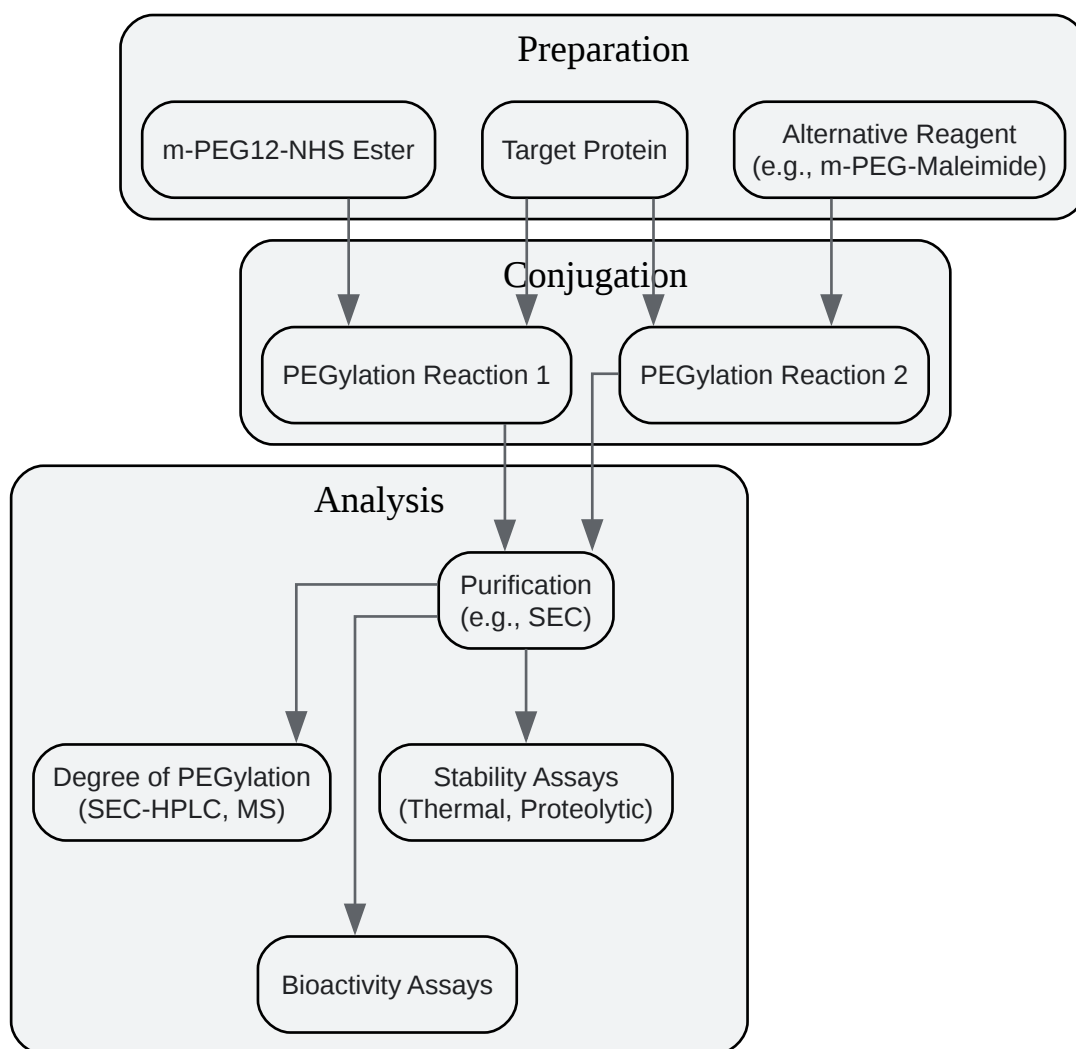 Preparation
m-PEG12-NHS Ester
Target Protein
Alternative Reagent
(e.g., m-PEG-Maleimide)
Conjugation
PEGylation Reaction 1
PEGylation Reaction 2
Analysis
Purification
(e.g., SEC)
Degree of PEGylation
(SEC-HPLC, MS)
Stability Assays
(Thermal, Proteolytic)
Bioactivity Assays